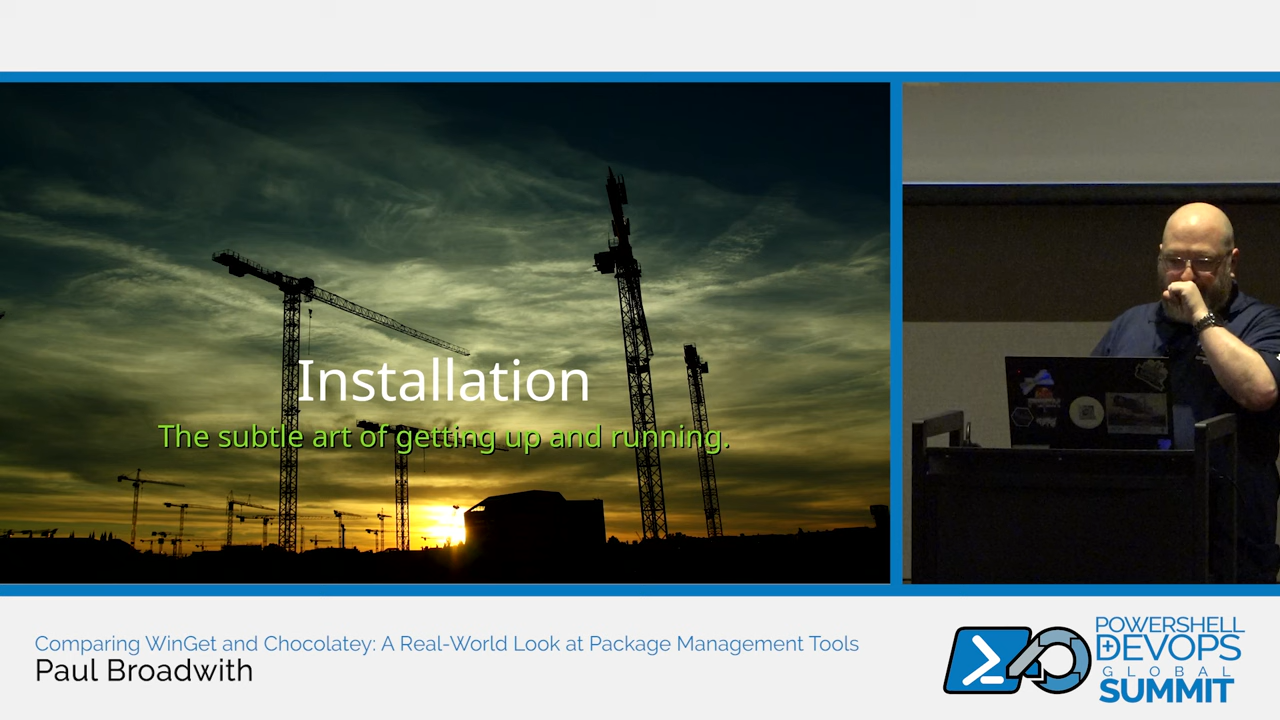 Installation
The subtle art of getting up and running.
Comparing WinGet and Chocolatey: A Real-World Look at Package Management Tools
Paul Broadwith
POWERSHELL
DEVOPS
GLOBAL
SUMMIT